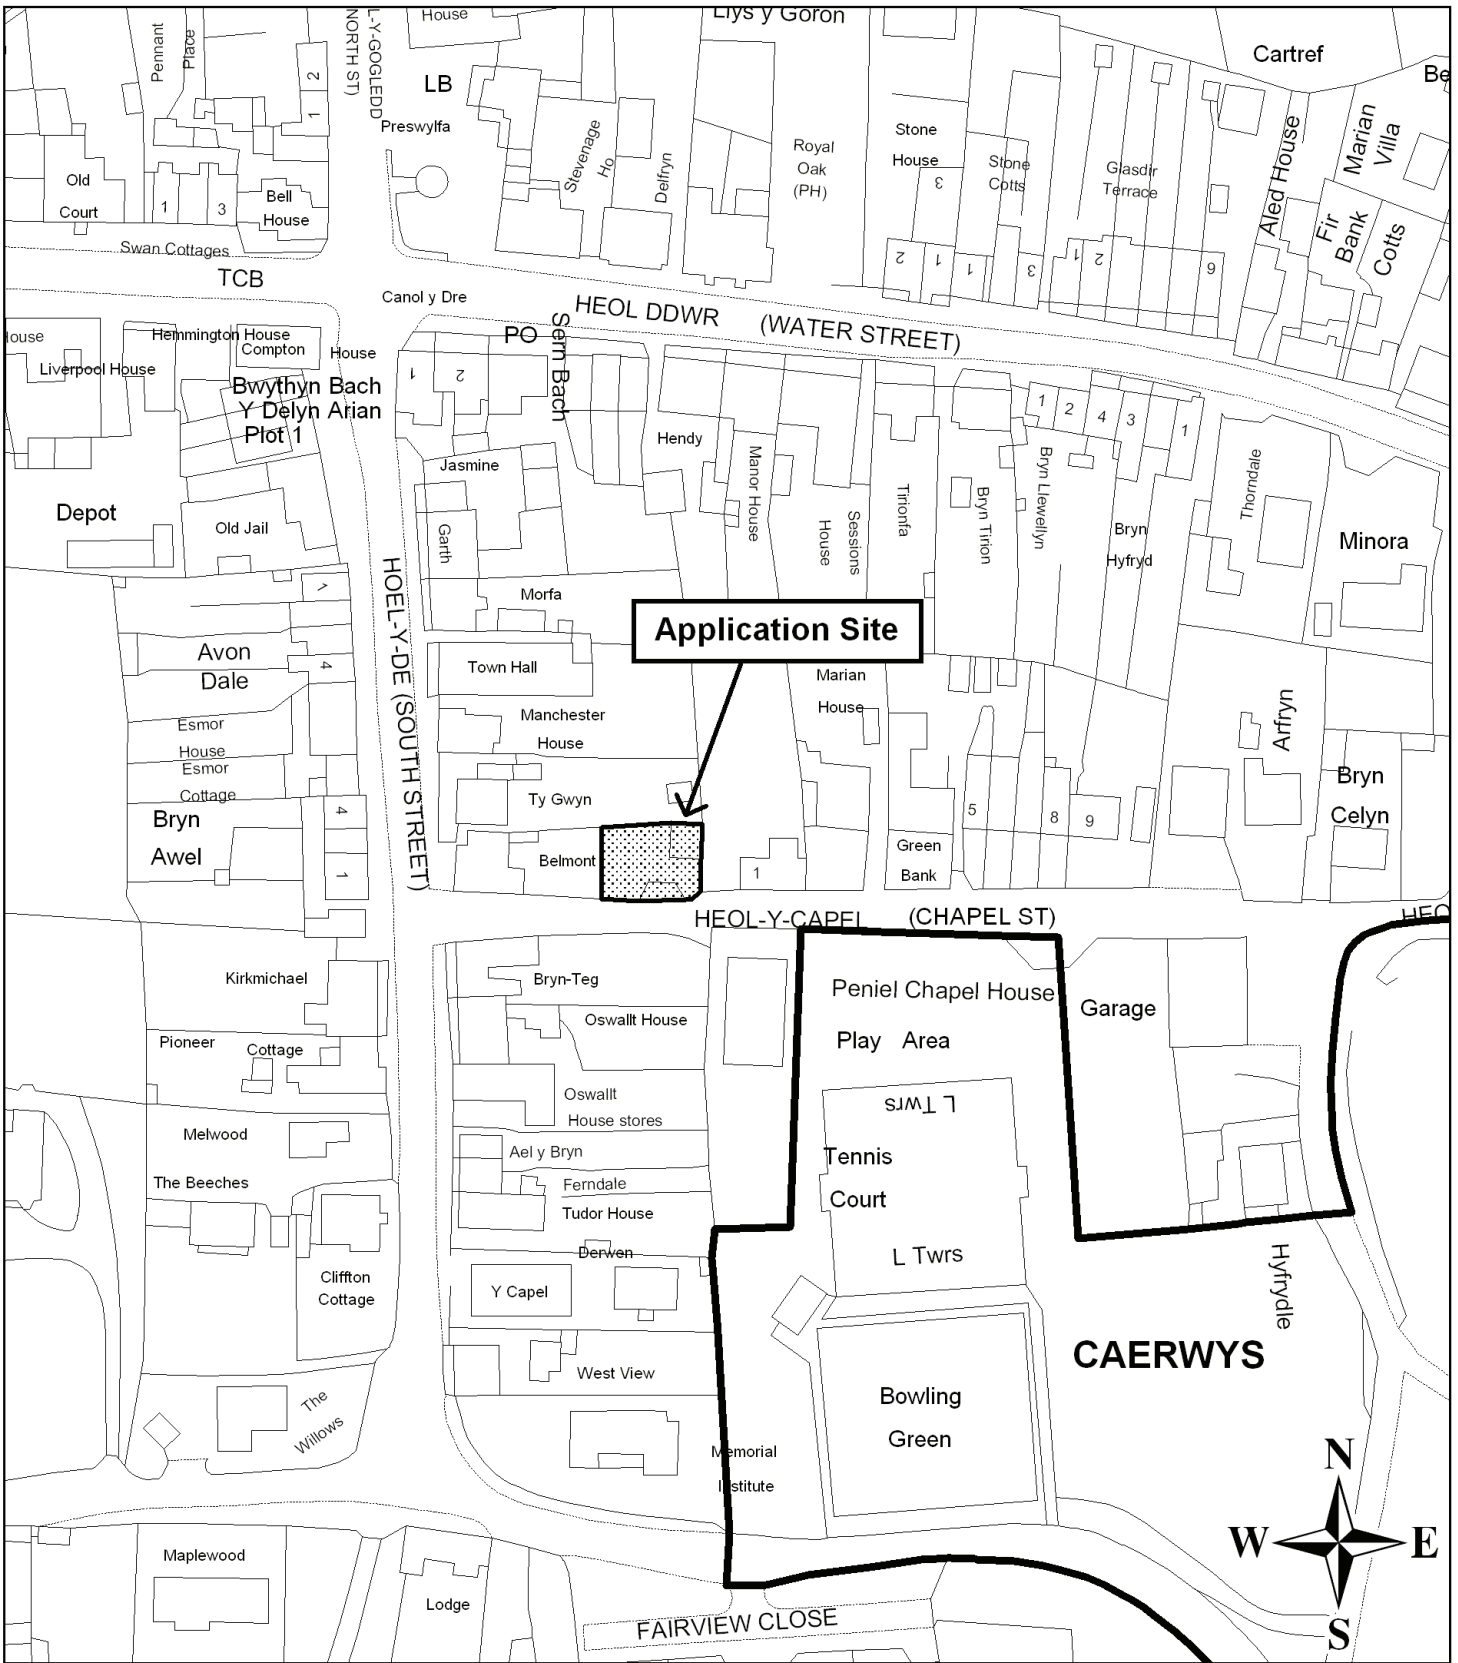 Pennant
Place
2
1
NORTH ST)
L-Y-GOGLEDD
House
LB
Preswylfa
Llys y Goron
Cartref
Be
Stevenage
Ho
Delfryn
Royal
Oak
(PH)
Stone
House
3
Stone
Cotts
Glasdir
Terrace
Aled House
Marian
Villa
Fir
Bank
Cotts
Old
Court
1
3
Bell
House
Swan Cottages
TCB
2
1
1
3
1
2
6
Canol y Dre
HEOL DDWR (WATER STREET)
House
Hemmington House
Compton
House
Liverpool House
Bwythyn Bach
Y Delyn Arian
Plot 1
PO
Sern Bach
1
2
1
2
4
3
1
Hendy
Manor House
Sessions
House
Tirionfa
Bryn Tirion
Bryn Llewellyn
Bryn
Hyfryd
Thorndale
Minora
Jasmine
Garth
Depot
Old Jail
HOEL-Y-DE (SOUTH STREET)
Morfa
1
Application Site
Avon
Dale
4
Town Hall
Marian
House
Manchester
House
Arfryn
Esmor
House
Esmor
Cottage
Bryn
Awel
4
1
Ty Gwyn
Belmont
1
5
8
9
Green
Bank
Bryn
Celyn
HEOL-Y-CAPEL (CHAPEL ST)
HEO
Kirkmichael
Bryn-Teg
Oswallt House
Peniel Chapel House
Garage
Play Area
Pioneer
Cottage
Oswallt
House stores
L Twrs
Melwood
Ael y Bryn
Tennis
Court
The Beeches
Ferndale
Tudor House
Derwen
L Twrs
Hyfrydle
Cliffton
Cottage
Y Capel
CAERWYS
West View
The
Willows
Bowling
Green
Memorial
Institute
N
W
E
S
Maplewood
Lodge
FAIRVIEW CLOSE